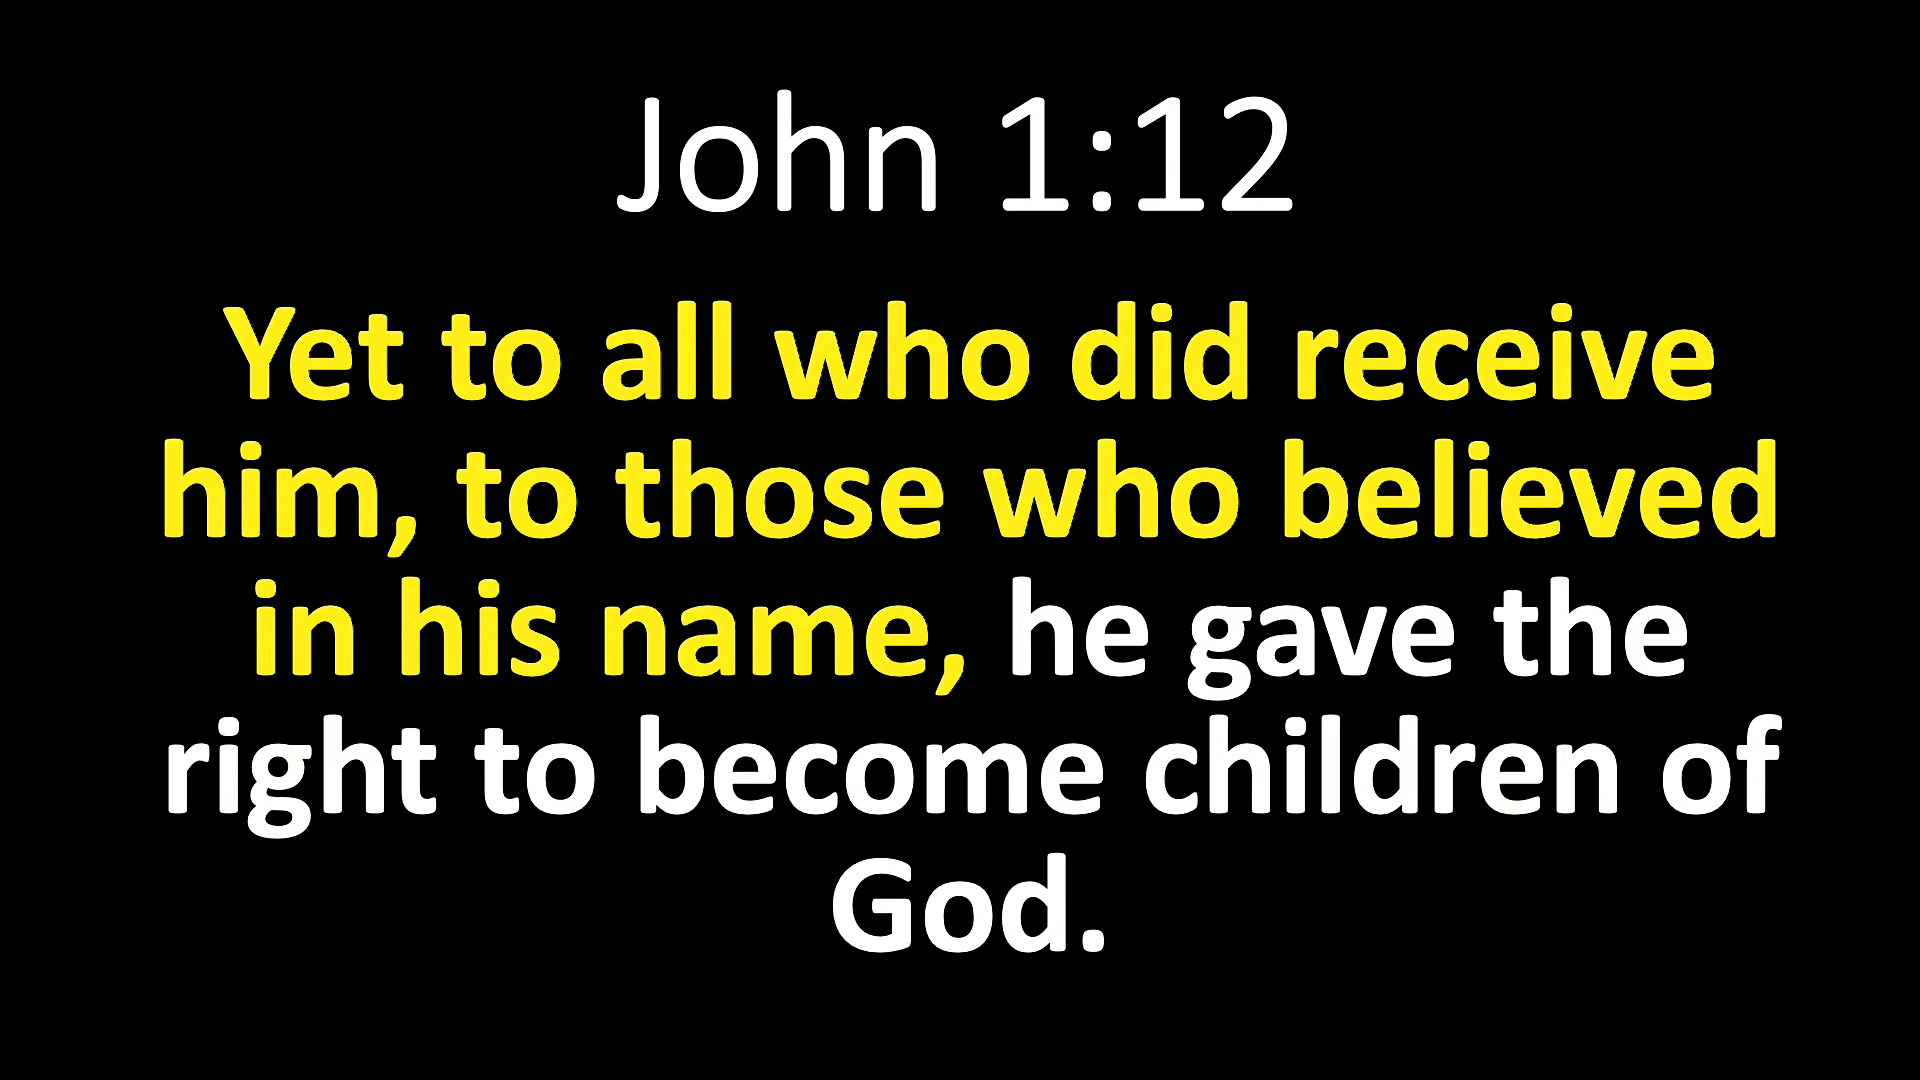 John 1:12
Yet to all who did receive
him, to those who believed
in his name, he gave the
right to become children of
God.